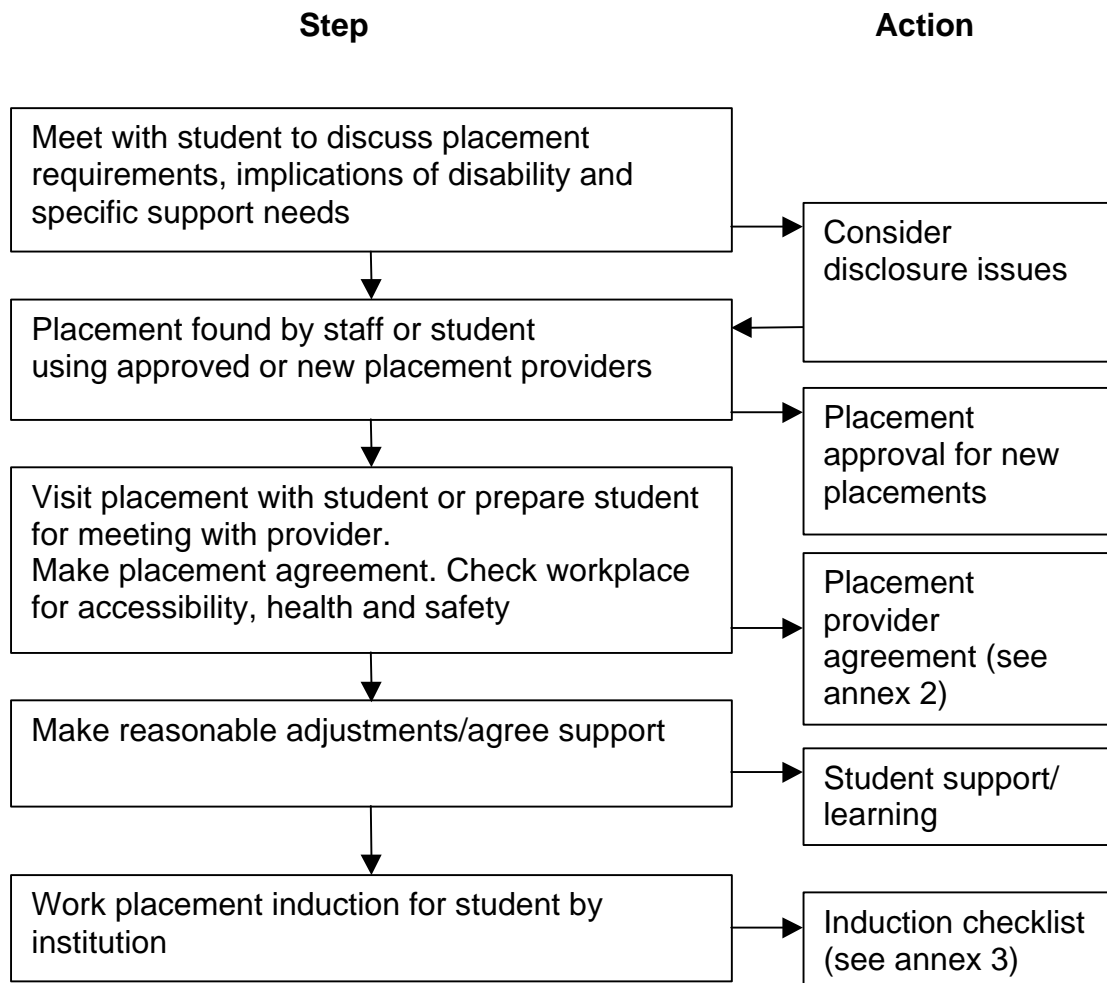 Step
Action
Meet with student to discuss placement
requirements, implications of disability and
specific support needs
Consider
disclosure issues
Placement found by staff or student
using approved or new placement providers
Placement
approval for new
placements
Visit placement with student or prepare student
for meeting with provider.
Make placement agreement. Check workplace
for accessibility, health and safety
Placement
provider
agreement (see
annex 2)
Make reasonable adjustments/agree support
Student support/
learning
Work placement induction for student by
institution
Induction checklist
(see annex 3)